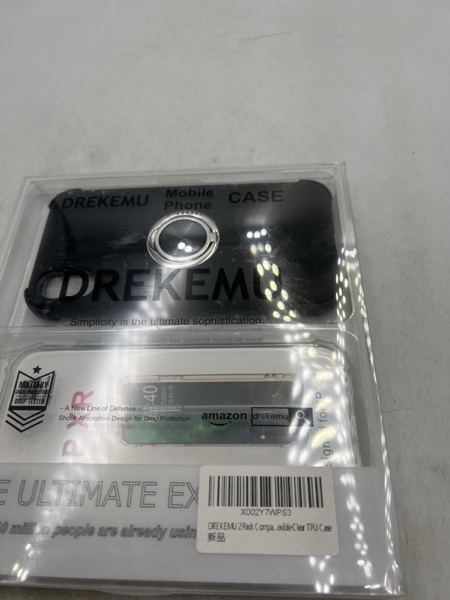 DREKEMU Mobile Phone CASE
DREKEMU
Simplicity is the ultimate sophistication.
MILITARY
DROP TESTED
- A New Line of Defense -
Shock Absorption Design for Drop Protection
P XR
amazon drekemu
E ULTIMATE EX
0 million people are already usin
X002Y7WPS3
DREKEMU 2 Pack Compa...exible Clear TPU Case
新品